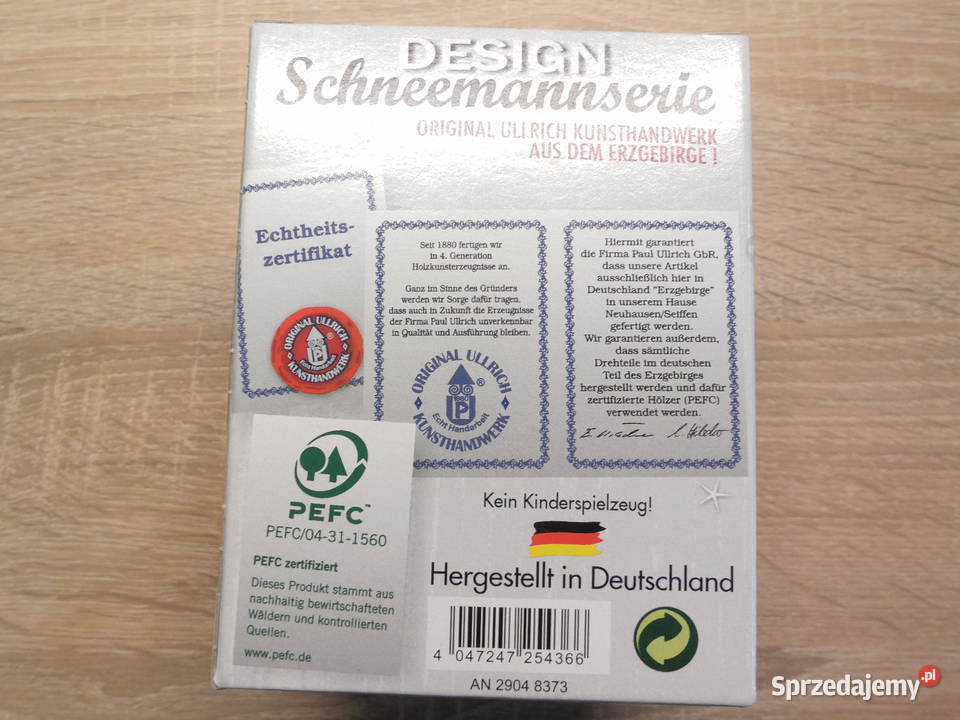 DESIGN
Schneemannserie
ORIGINAL ULLRICH KUNSTHANDWERK
AUS DEM ERZGEBIRGE !
Echtheits-
zertifikat
ORIGINAL ULLRICH
®
UP
Echt Handarbeit
KUNSTHANDWERK
Seit 1880 fertigen wir
in 4. Generation
Holzkunsterzeugnisse an.
Ganz im Sinne des Gründers
werden wir Sorge dafür tragen,
dass auch in Zukunft die Erzeugnisse
der Firma Paul Ullrich unverkennbar
in Qualität und Ausführung bleiben.
ORIGINAL ULLRICH
®
UP
Echt Handarbeit
KUNSTHANDWERK
Hiermit garantiert
die Firma Paul Ullrich GbR,
dass unsere Artikel
ausschließlich hier in
Deutschland "Erzgebirge"
in unserem Hause
Neuhausen/Seiffen
gefertigt werden.
Wir garantieren außerdem,
dass sämtliche
Drehteile im deutschen
Teil des Erzgebirges
hergestellt werden und dafür
zertifizierte Hölzer (PEFC)
verwendet werden.
PEFC™
PEFC/04-31-1560
PEFC zertifiziert
Dieses Produkt stammt aus
nachhaltig bewirtschafteten
Wäldern und kontrollierten
Quellen.
www.pefc.de
Kein Kinderspielzeug!
Hergestellt in Deutschland
4 047247 254366
AN 2904 8373
Sprzedajemy.pl